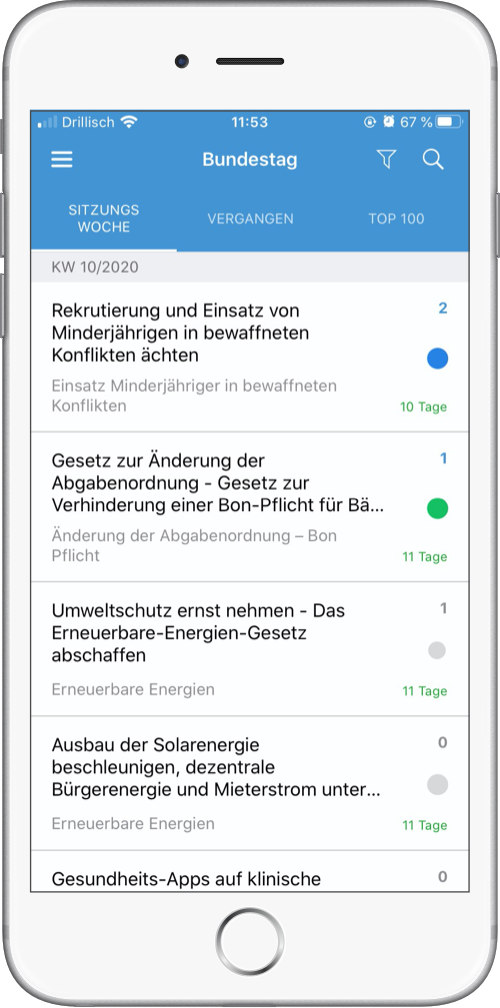 Drillisch 11:53 67 %
Bundestag
SITZUNGS
WOCHE
VERGANGEN
TOP 100
KW 10/2020
Rekrutierung und Einsatz von
Minderjährigen in bewaffneten
Konflikten ächten
2
Einsatz Minderjähriger in bewaffneten
Konflikten
10 Tage
Gesetz zur Änderung der
Abgabenordnung - Gesetz zur
Verhinderung einer Bon-Pflicht für Bä...
1
Änderung der Abgabenordnung – Bon
Pflicht
11 Tage
Umweltschutz ernst nehmen - Das
Erneuerbare-Energien-Gesetz
abschaffen
1
Erneuerbare Energien
11 Tage
Ausbau der Solarenergie
beschleunigen, dezentrale
Bürgerenergie und Mieterstrom unter...
0
Erneuerbare Energien
11 Tage
Gesundheits-Apps auf klinische
0